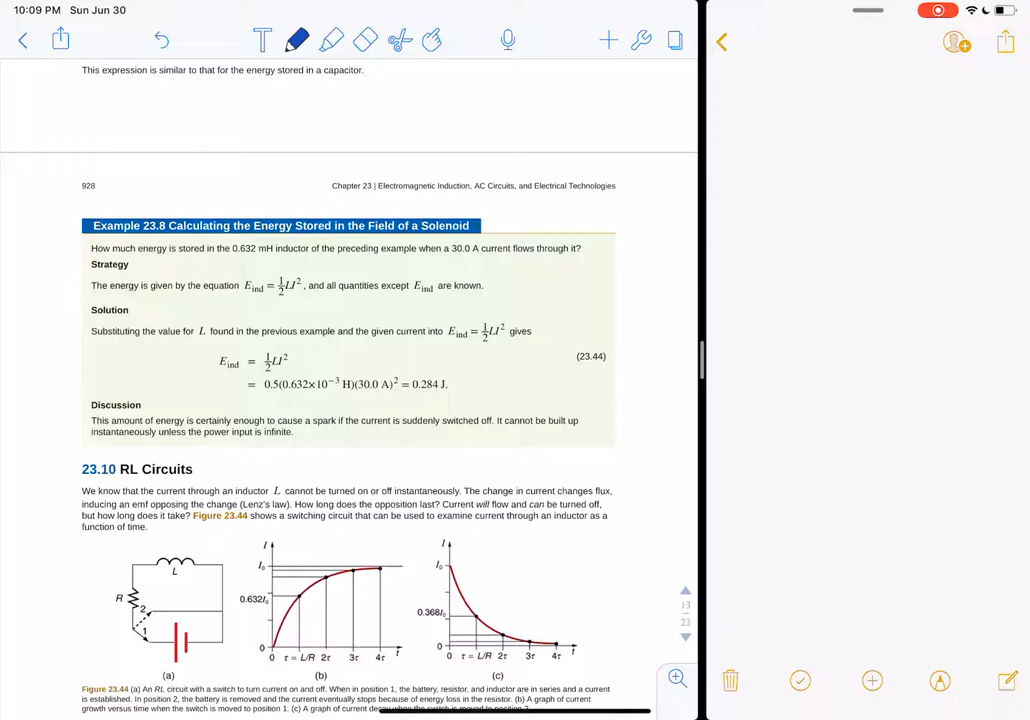 10:09 PM Sun Jun 30
This expression is similar to that for the energy stored in a capacitor.
928 Chapter 23 | Electromagnetic Induction, AC Circuits, and Electrical Technologies
Example 23.8 Calculating the Energy Stored in the Field of a Solenoid
How much energy is stored in the 0.632 mH inductor of the preceding example when a 30.0 A current flows through it?
Strategy
The energy is given by the equation E_ind = 1/2 LI², and all quantities except E_ind are known.
Solution
Substituting the value for L found in the previous example and the given current into E_ind = 1/2 LI² gives
E_ind = 1/2 LI² (23.44)
= 0.5(0.632×10⁻³ H)(30.0 A)² = 0.284 J.
Discussion
This amount of energy is certainly enough to cause a spark if the current is suddenly switched off. It cannot be built up
instantaneously unless the power input is infinite.
23.10 RL Circuits
We know that the current through an inductor L cannot be turned on or off instantaneously. The change in current changes flux,
inducing an emf opposing the change (Lenz's law). How long does the opposition last? Current will flow and can be turned off,
but how long does it take? Figure 23.44 shows a switching circuit that can be used to examine current through an inductor as a
function of time.
L
R
2
1
(a)
I
I₀
0.632I₀
0
0 τ = L/R 2τ 3τ 4τ t
(b)
I
I₀
0.368I₀
0
0 τ = L/R 2τ 3τ 4τ t
(c)
13
23
Figure 23.44 (a) An RL circuit with a switch to turn current on and off. When in position 1, the battery, resistor, and inductor are in series and a current
is established. In position 2, the battery is removed and the current eventually stops because of energy loss in the resistor. (b) A graph of current
growth versus time when the switch is moved to position 1. (c) A graph of current decay when the switch is moved to position 2.